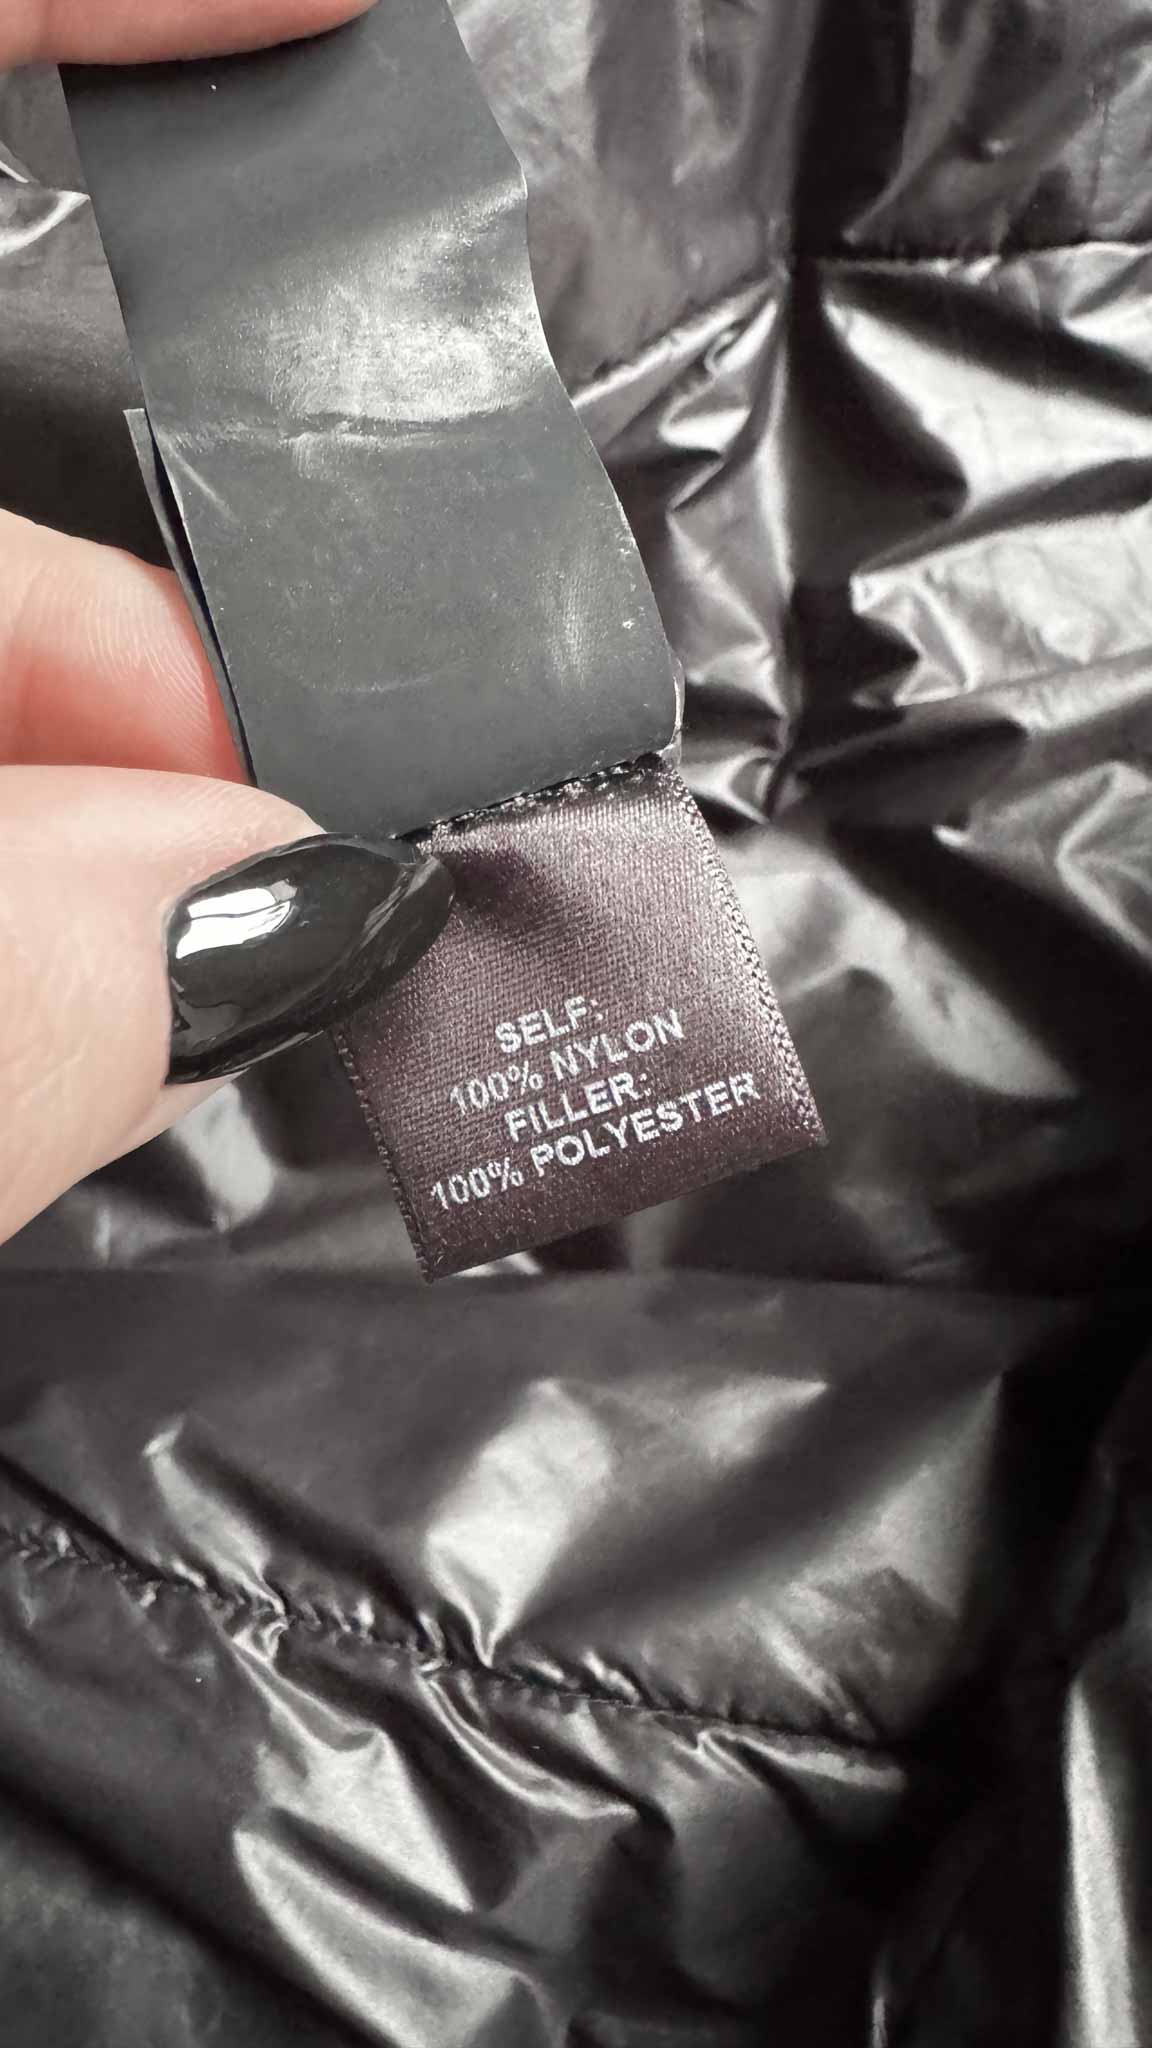 SELF:
100% NYLON
FILLER:
100% POLYESTER